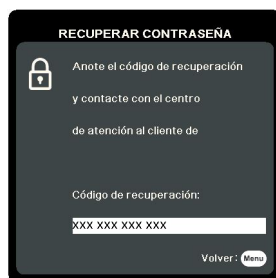 RECUPERAR CONTRASEÑA
Anote el código de recuperación
y contacte con el centro
de atención al cliente de
Código de recuperación:
XXX XXX XXX XXX
Volver: Menu